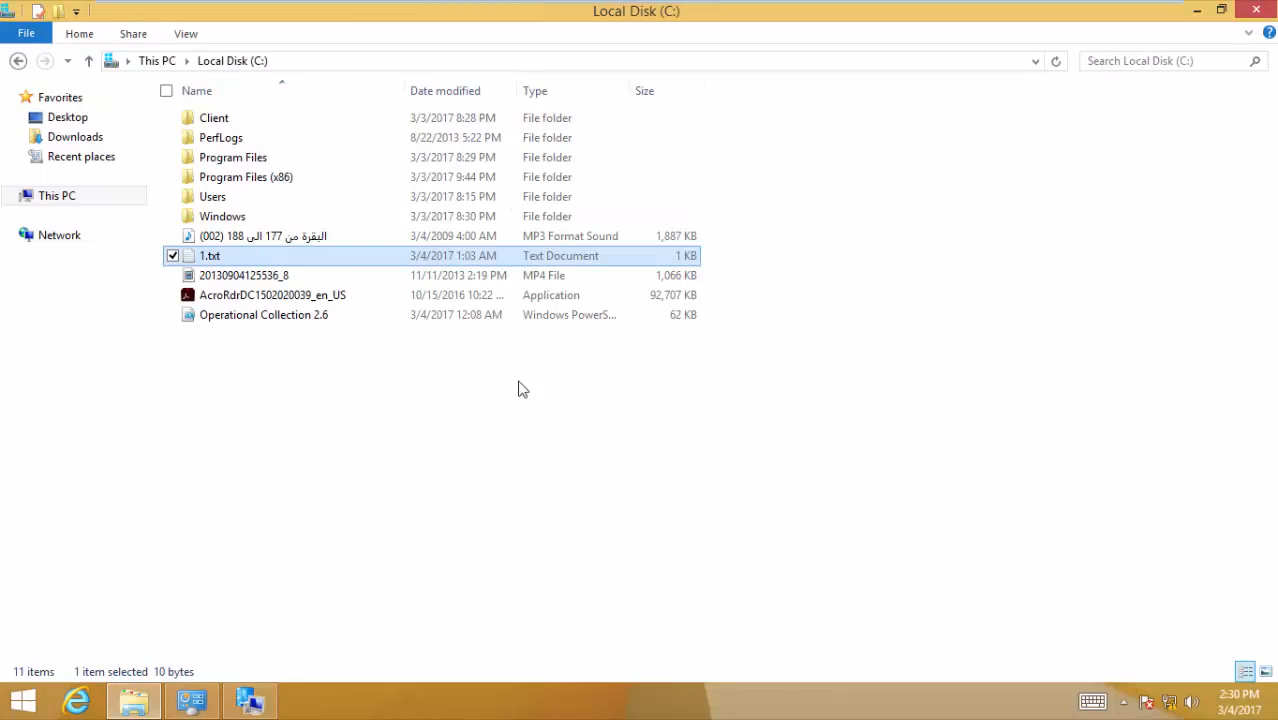 Local Disk (C:)
File Home Share View
This PC Local Disk (C:) Search Local Disk (C:)
Name Date modified Type Size
Favorites
Desktop
Downloads
Recent places
This PC
Network
Client 3/3/2017 8:28 PM File folder
PerfLogs 8/22/2013 5:22 PM File folder
Program Files 3/3/2017 8:29 PM File folder
Program Files (x86) 3/3/2017 9:44 PM File folder
Users 3/3/2017 8:15 PM File folder
Windows 3/3/2017 8:30 PM File folder
(002) البقرة من 177 الى 188 3/4/2009 4:00 AM MP3 Format Sound 1,887 KB
1.txt 3/4/2017 1:03 AM Text Document 1 KB
20130904125536_8 11/11/2013 2:19 PM MP4 File 1,066 KB
AcroRdrDC1502020039_en_US 10/15/2016 10:22 ... Application 92,707 KB
Operational Collection 2.6 3/4/2017 12:08 AM Windows PowerS... 62 KB
11 items 1 item selected 10 bytes
2:30 PM
3/4/2017